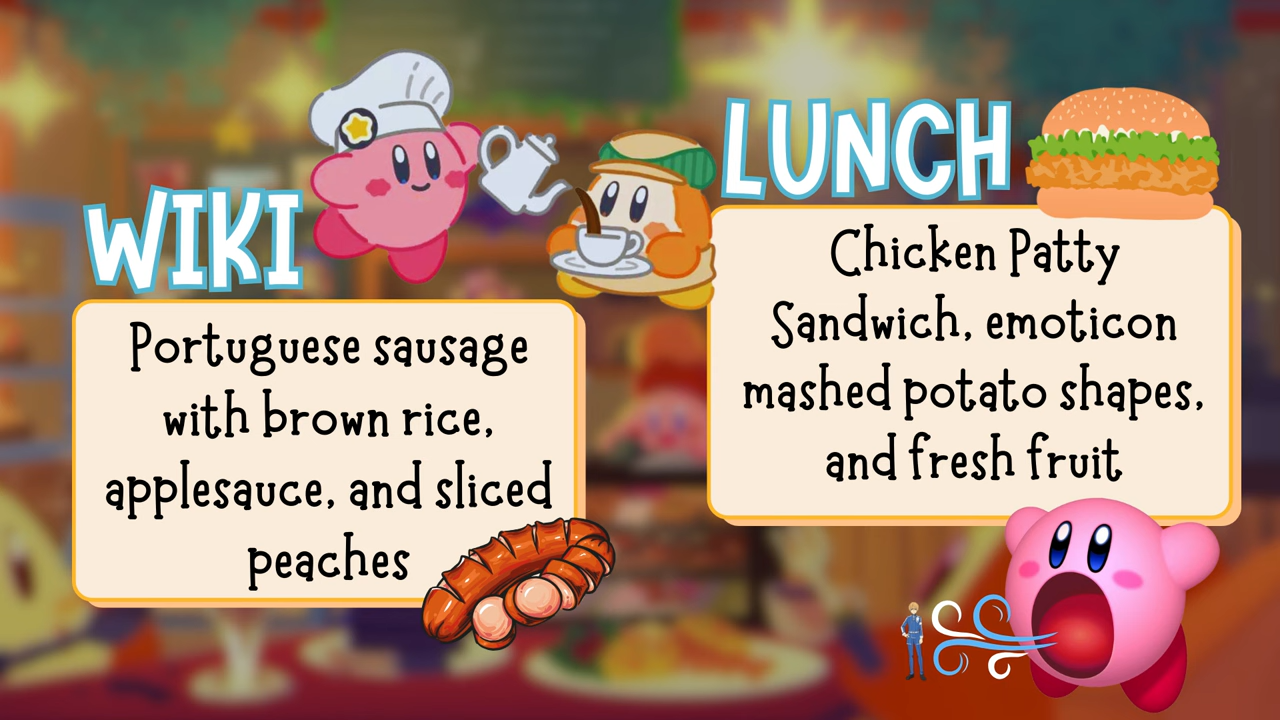 WIKI
Portuguese sausage
with brown rice,
applesauce, and sliced
peaches
LUNCH
Chicken Patty
Sandwich, emoticon
mashed potato shapes,
and fresh fruit